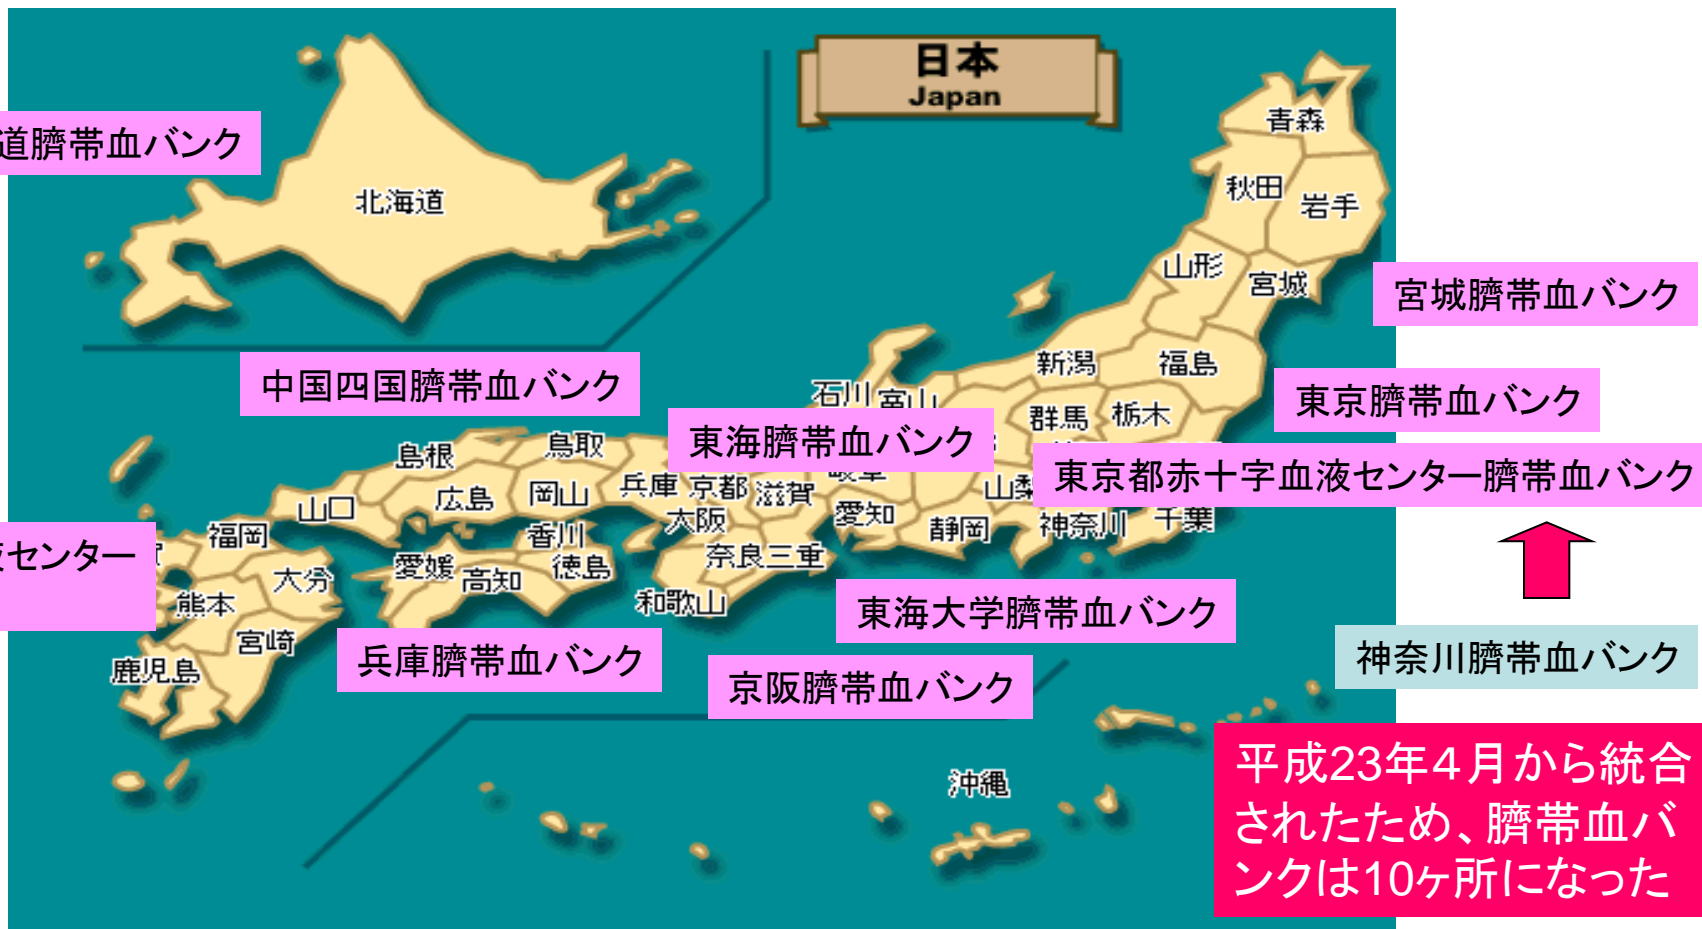 日本
Japan
青森
道臍帯血バンク
秋田
岩手
北海道
山形
宮城
宮城臍帯血バンク
新潟
福島
中国四国臍帯血バンク
石川
富山
東京臍帯血バンク
群馬
栃木
東海臍帯血バンク
鳥取
島根
東京都赤十字血液センター臍帯血バンク
岐阜
兵庫
京都
滋賀
山梨
広島
岡山
山口
愛知
静岡
神奈川
千葉
大阪
香川
福岡
液センター
奈良
三重
愛媛
高知
徳島
大分
熊本
和歌山
東海大学臍帯血バンク
宮崎
兵庫臍帯血バンク
神奈川臍帯血バンク
鹿児島
京阪臍帯血バンク
沖縄
平成23年4月から統合
されたため、臍帯血バ
ンクは10ヶ所になった